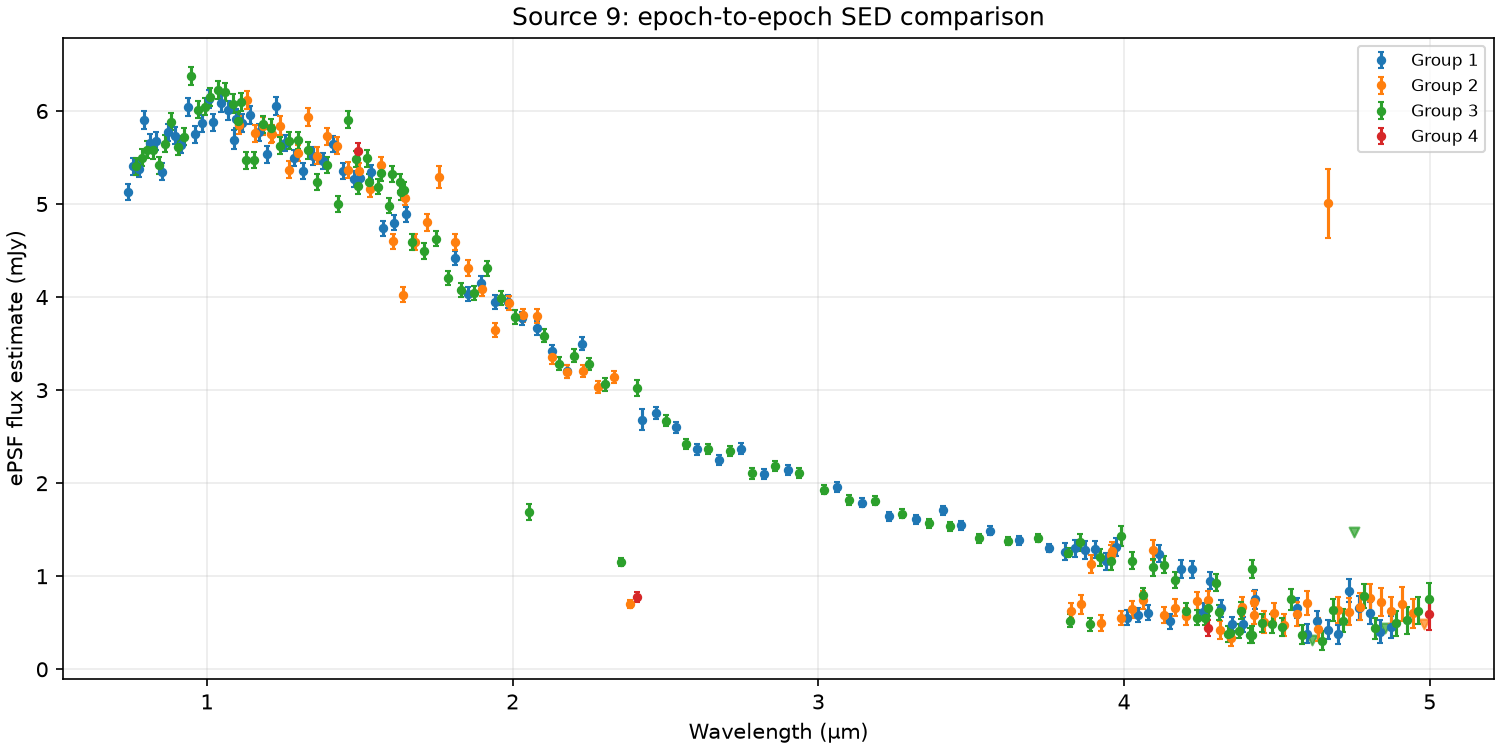 Source 9: epoch-to-epoch SED comparison
Group 1
Group 2
Group 3
Group 4
ePSF flux estimate (mJy)
6
5
4
3
2
1
0
1 2 3 4 5
Wavelength (μm)